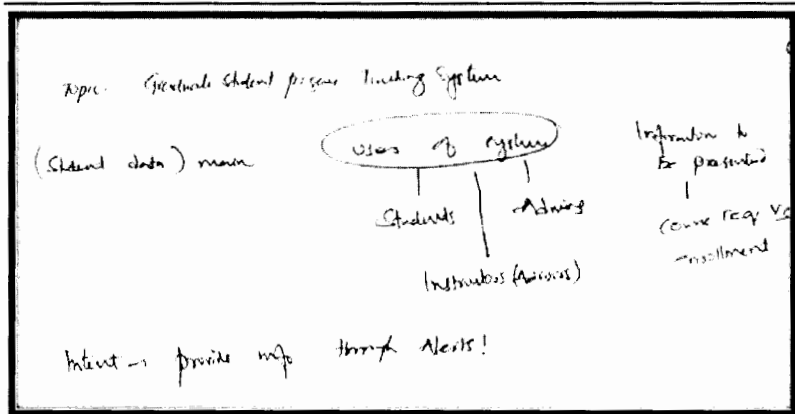 Topic. Graduate Student progress Tracking System
(Student data) main
Users of System
Students
Admins
Instructors (Advisors)
Information to
be presented
Course req vs
enrollment
Intent → provide info through Alerts!